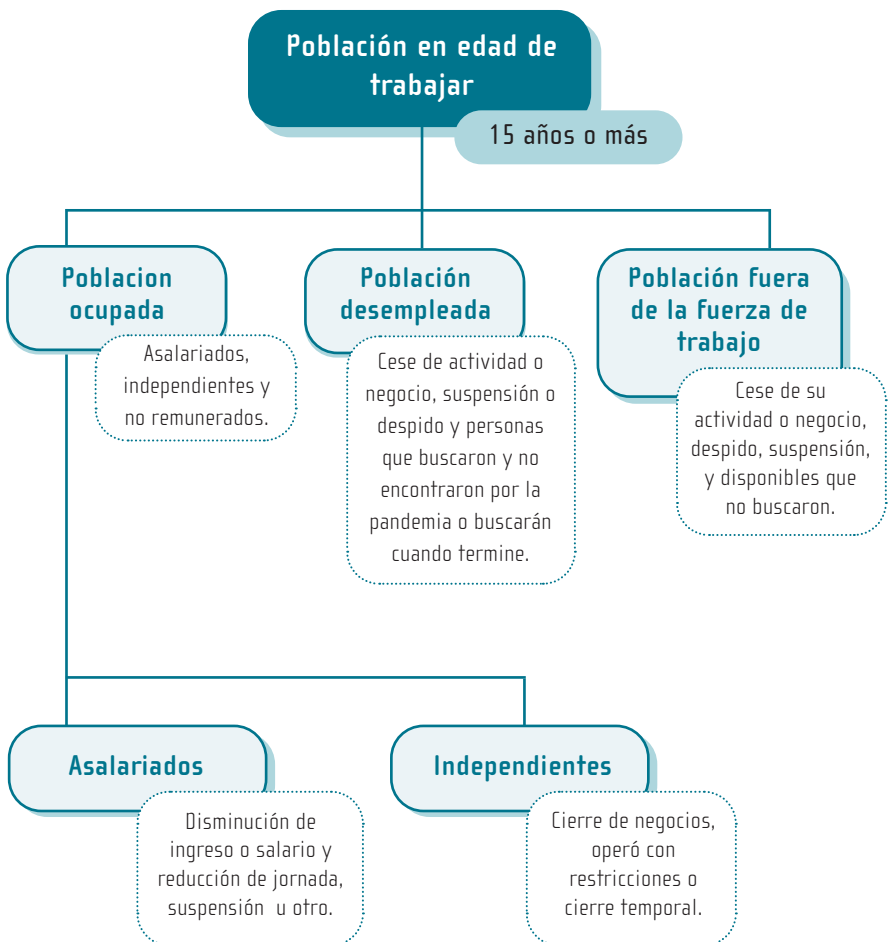 Población en edad de
trabajar
15 años o más
Poblacion
ocupada
Asalariados,
independientes y
no remunerados.
Población
desempleada
Cese de actividad o
negocio, suspensión o
despido y personas
que buscaron y no
encontraron por la
pandemia o buscarán
cuando termine.
Población fuera
de la fuerza de
trabajo
Cese de su
actividad o negocio,
despido, suspensión,
y disponibles que
no buscaron.
Asalariados
Disminución de
ingreso o salario y
reducción de jornada,
suspensión u otro.
Independientes
Cierre de negocios,
operó con
restricciones o
cierre temporal.